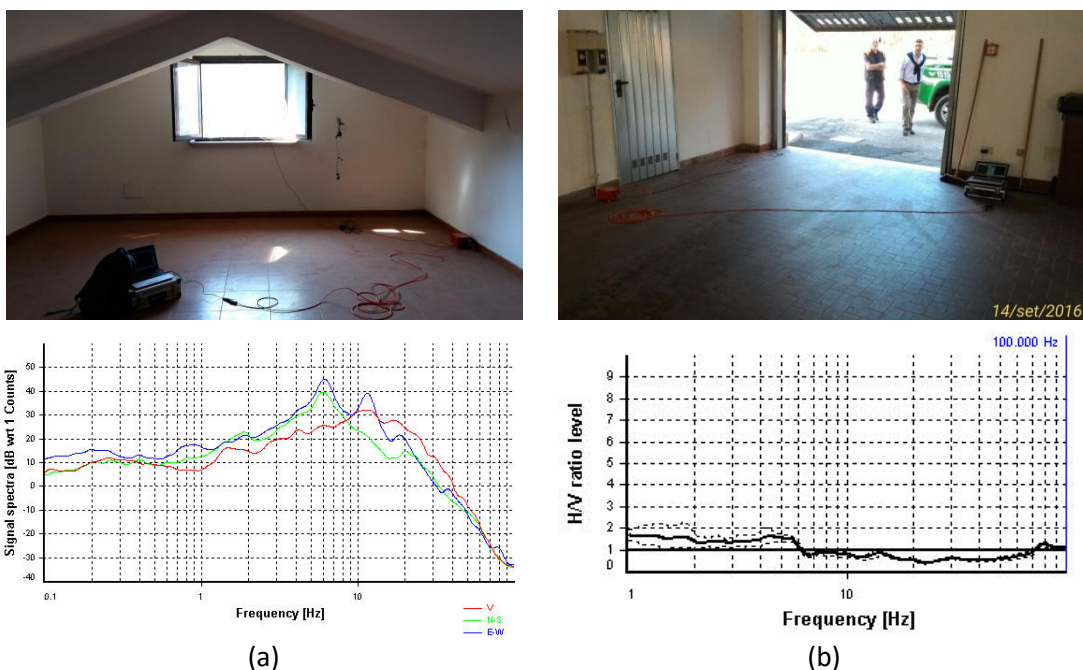 14/set/2016
50
40
30
20
10
0
-10
-20
-30
-40
Signal spectra [dB wrt 1 Counts]
0.1 1 10
Frequency [Hz]
V
N-S
E-W
(a)
100.000 Hz
9
8
7
6
5
4
3
2
1
0
H/V ratio level
1 10
Frequency [Hz]
(b)